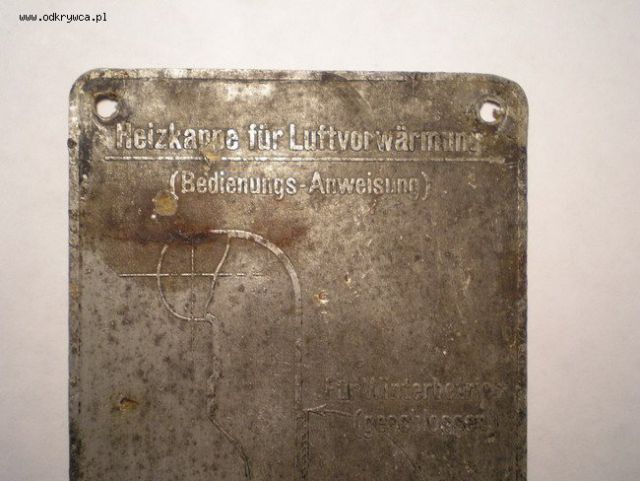 www.odkrywca.pl
Heizkappe für Luftvorwärmung
(Bedienungs-Anweisung)
Für Winterbetrieb
(geschlossen)